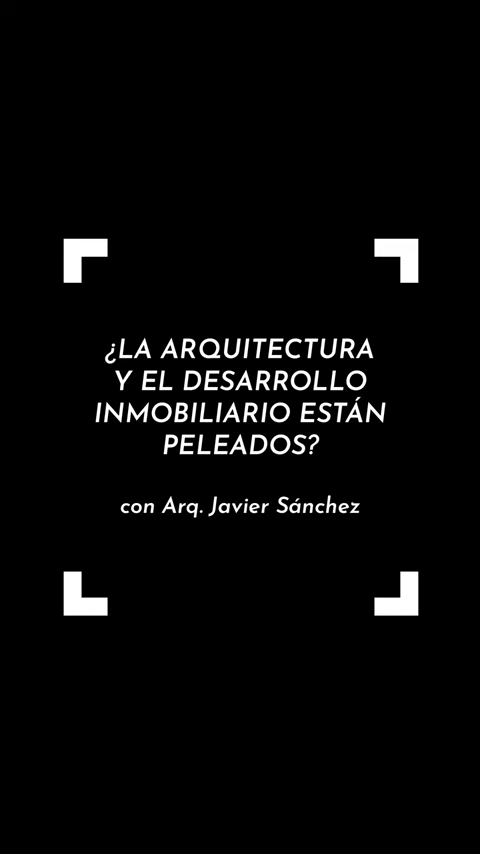 ¿LA ARQUITECTURA
Y EL DESARROLLO
INMOBILIARIO ESTÁN
PELEADOS?
con Arq. Javier Sánchez